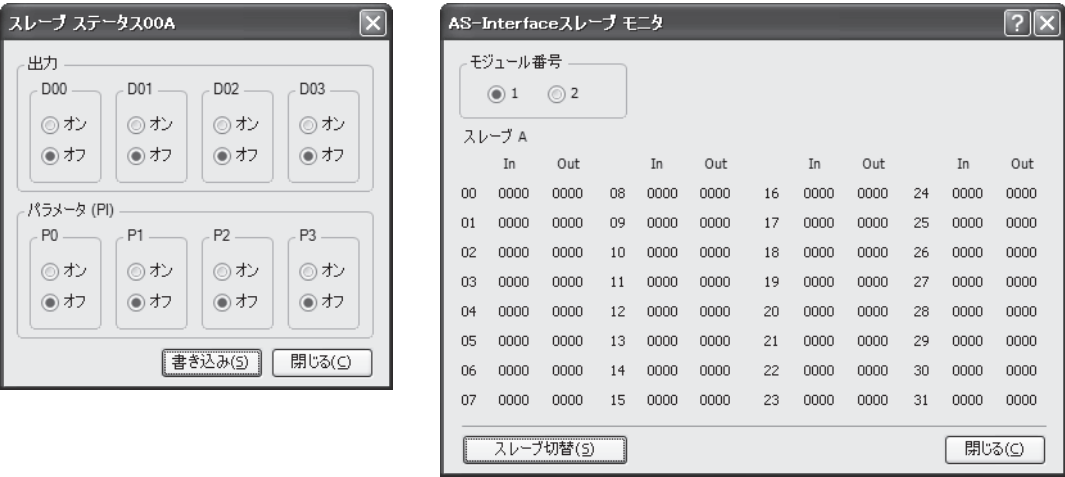 スレーブ ステータス00A
出力
D00 D01 D02 D03
オン オン オン オン
オフ オフ オフ オフ
パラメータ (PI)
P0 P1 P2 P3
オン オン オン オン
オフ オフ オフ オフ
書き込み(S) 閉じる(C)
AS-Interfaceスレーブ モニタ
モジュール番号
1 2
スレーブ A
In Out In Out In Out In Out
00 0000 0000 08 0000 0000 16 0000 0000 24 0000 0000
01 0000 0000 09 0000 0000 17 0000 0000 25 0000 0000
02 0000 0000 10 0000 0000 18 0000 0000 26 0000 0000
03 0000 0000 11 0000 0000 19 0000 0000 27 0000 0000
04 0000 0000 12 0000 0000 20 0000 0000 28 0000 0000
05 0000 0000 13 0000 0000 21 0000 0000 29 0000 0000
06 0000 0000 14 0000 0000 22 0000 0000 30 0000 0000
07 0000 0000 15 0000 0000 23 0000 0000 31 0000 0000
スレーブ切替(S) 閉じる(C)